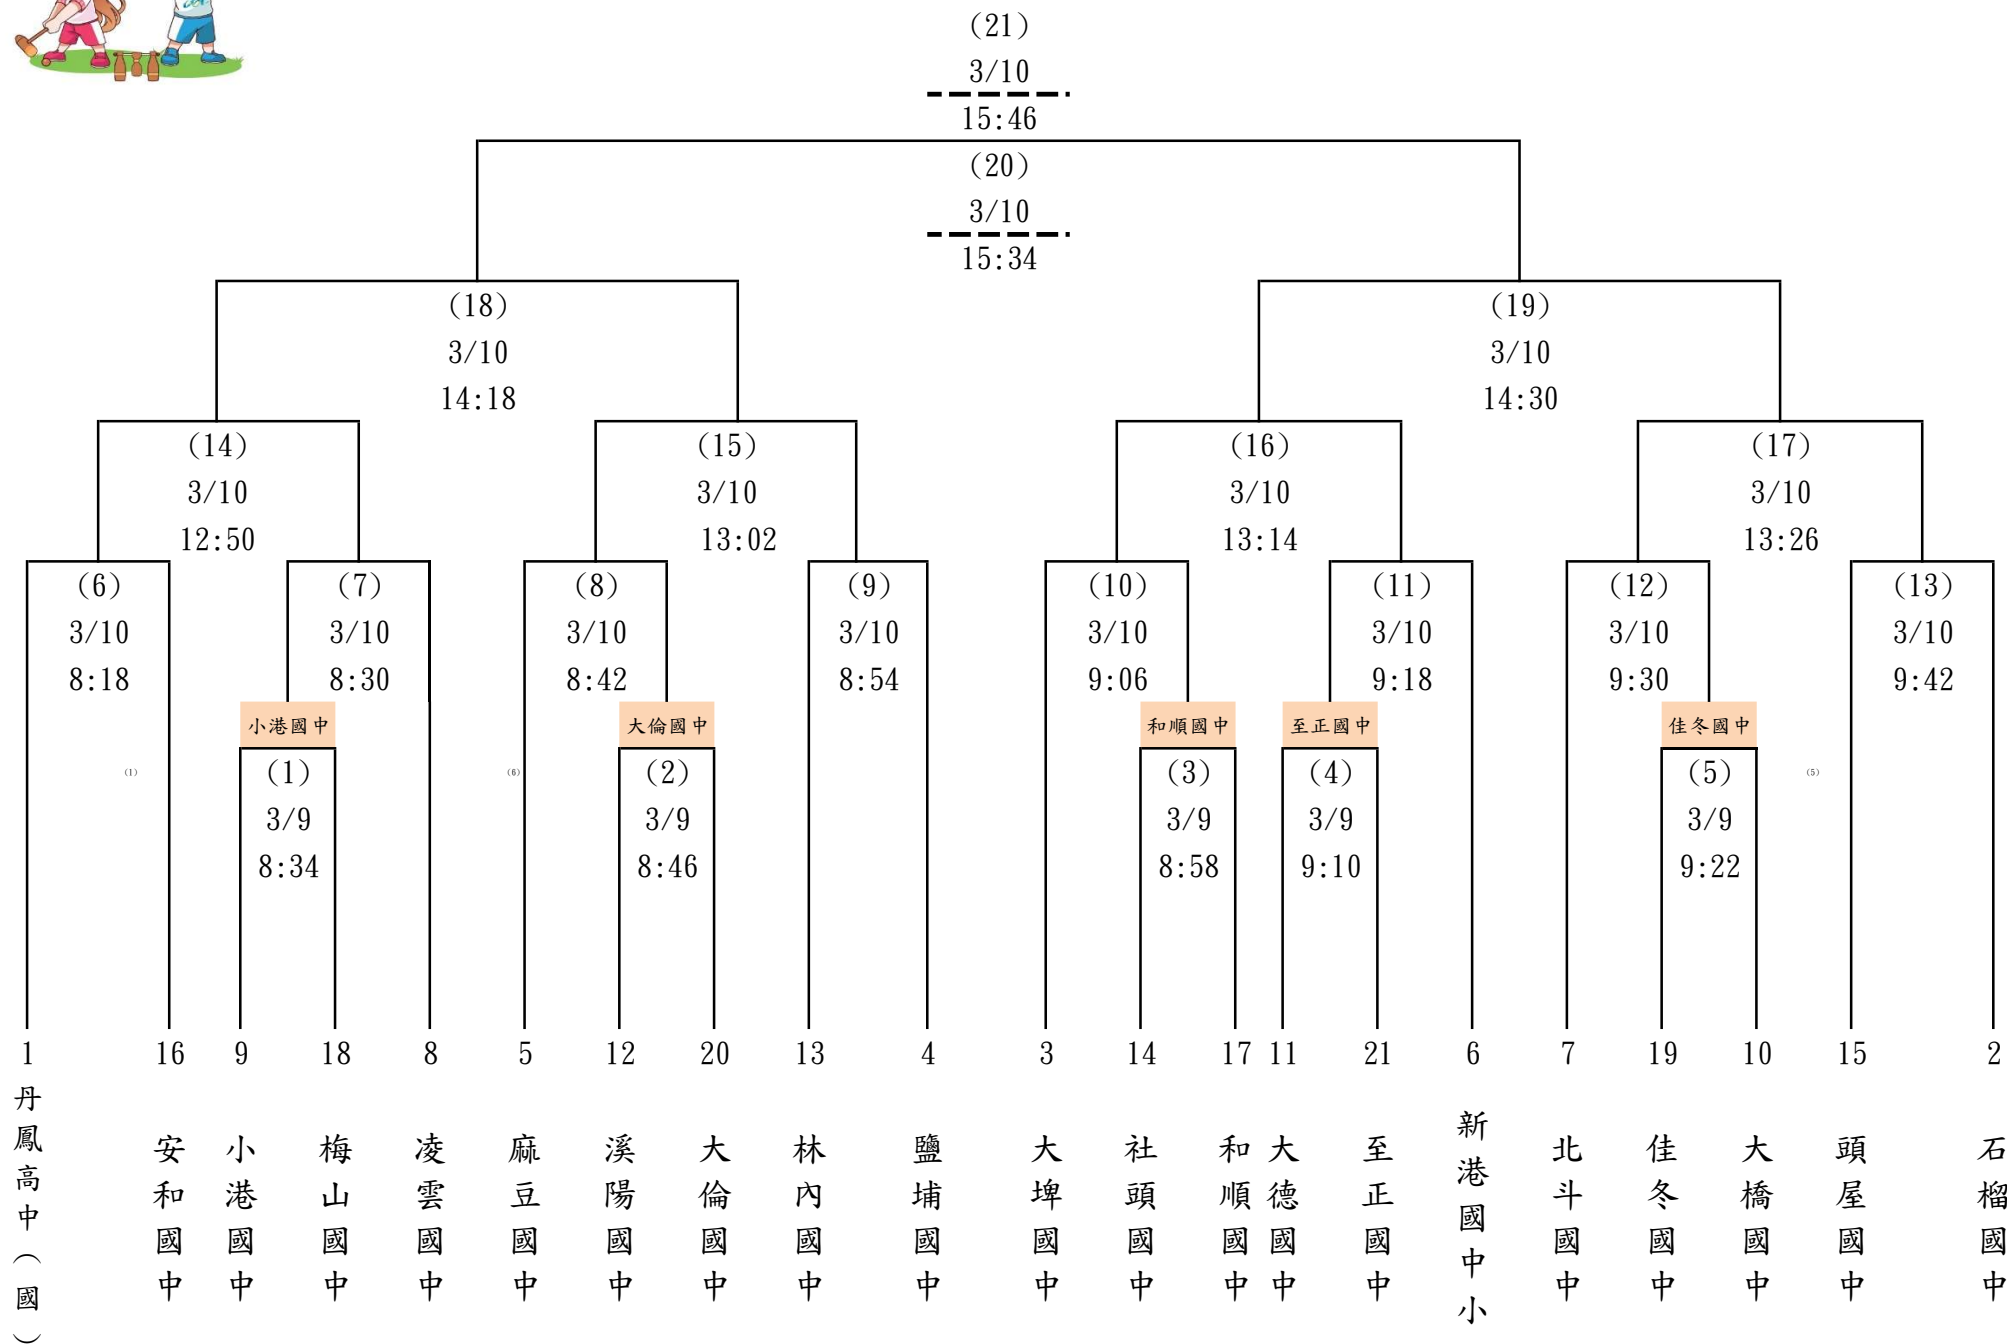 (21)
3/10
15:46
(20)
3/10
15:34
(18)
3/10
14:18
(19)
3/10
14:30
(14)
3/10
12:50
(15)
3/10
13:02
(16)
3/10
13:14
(17)
3/10
13:26
(6)
3/10
8:18
(7)
3/10
8:30
(8)
3/10
8:42
(9)
3/10
8:54
(10)
3/10
9:06
(11)
3/10
9:18
(12)
3/10
9:30
(13)
3/10
9:42
小港國中
大倫國中
和順國中
至正國中
佳冬國中
(1)
(1)
3/9
8:34
(6)
(2)
3/9
8:46
(3)
3/9
8:58
(4)
3/9
9:10
(5)
3/9
9:22
(5)
1 16 9 18 8 5 12 20 13 4 3 14 17 11 21 6 7 19 10 15 2
丹鳳高中(國)
安和國中
小港國中
梅山國中
凌雲國中
麻豆國中
溪陽國中
大倫國中
林內國中
鹽埔國中
大埤國中
社頭國中
和順國中
大德國中
至正國中
新港國中小
北斗國中
佳冬國中
大橋國中
頭屋國中
石榴國中